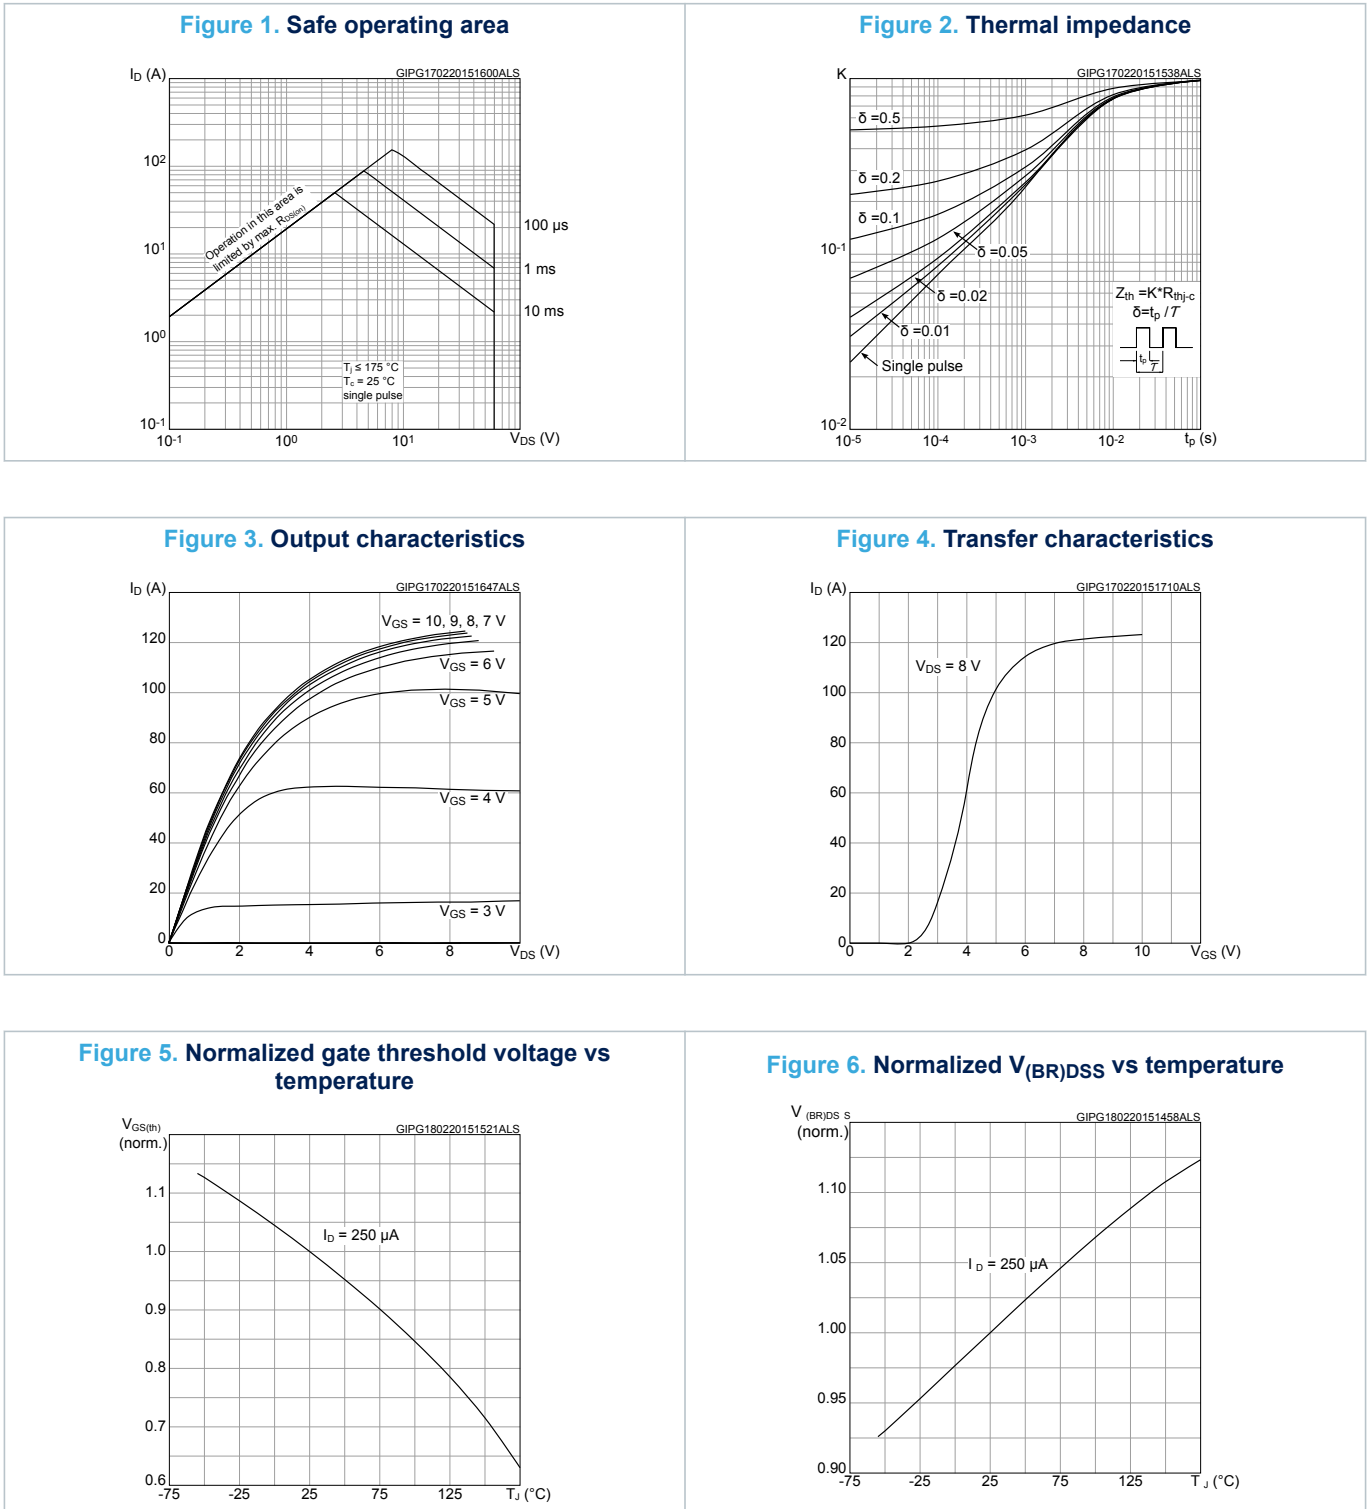 Figure 1. Safe operating area
ID (A)
GIPG170220151600ALS
10²
10¹
10⁰
10-1
Operation in this area is
limited by max. RDS(on)
100 µs
1 ms
10 ms
Tj ≤ 175 °C
Tc = 25 °C
single pulse
10-1 10⁰ 10¹ VDS (V)
Figure 2. Thermal impedance
K
GIPG170220151538ALS
δ =0.5
δ =0.2
δ =0.1
10-1
δ =0.05
δ =0.02
δ =0.01
Single pulse
Zth =K*Rthj-c
δ=tp /Τ
tp
Τ
10-2
10-5 10-4 10-3 10-2 tp (s)
Figure 3. Output characteristics
ID (A)
GIPG170220151647ALS
VGS = 10, 9, 8, 7 V
VGS = 6 V
VGS = 5 V
VGS = 4 V
VGS = 3 V
120
100
80
60
40
20
0
0 2 4 6 8 VDS (V)
Figure 4. Transfer characteristics
ID (A)
GIPG170220151710ALS
VDS = 8 V
120
100
80
60
40
20
0
0 2 4 6 8 10 VGS (V)
Figure 5. Normalized gate threshold voltage vs
temperature
VGS(th)
(norm.)
GIPG180220151521ALS
ID = 250 µA
1.1
1.0
0.9
0.8
0.7
0.6
-75 -25 25 75 125 TJ (°C)
Figure 6. Normalized V(BR)DSS vs temperature
V (BR)DS S
(norm.)
GIPG180220151458ALS
I D = 250 µA
1.10
1.05
1.00
0.95
0.90
-75 -25 25 75 125 T J (°C)